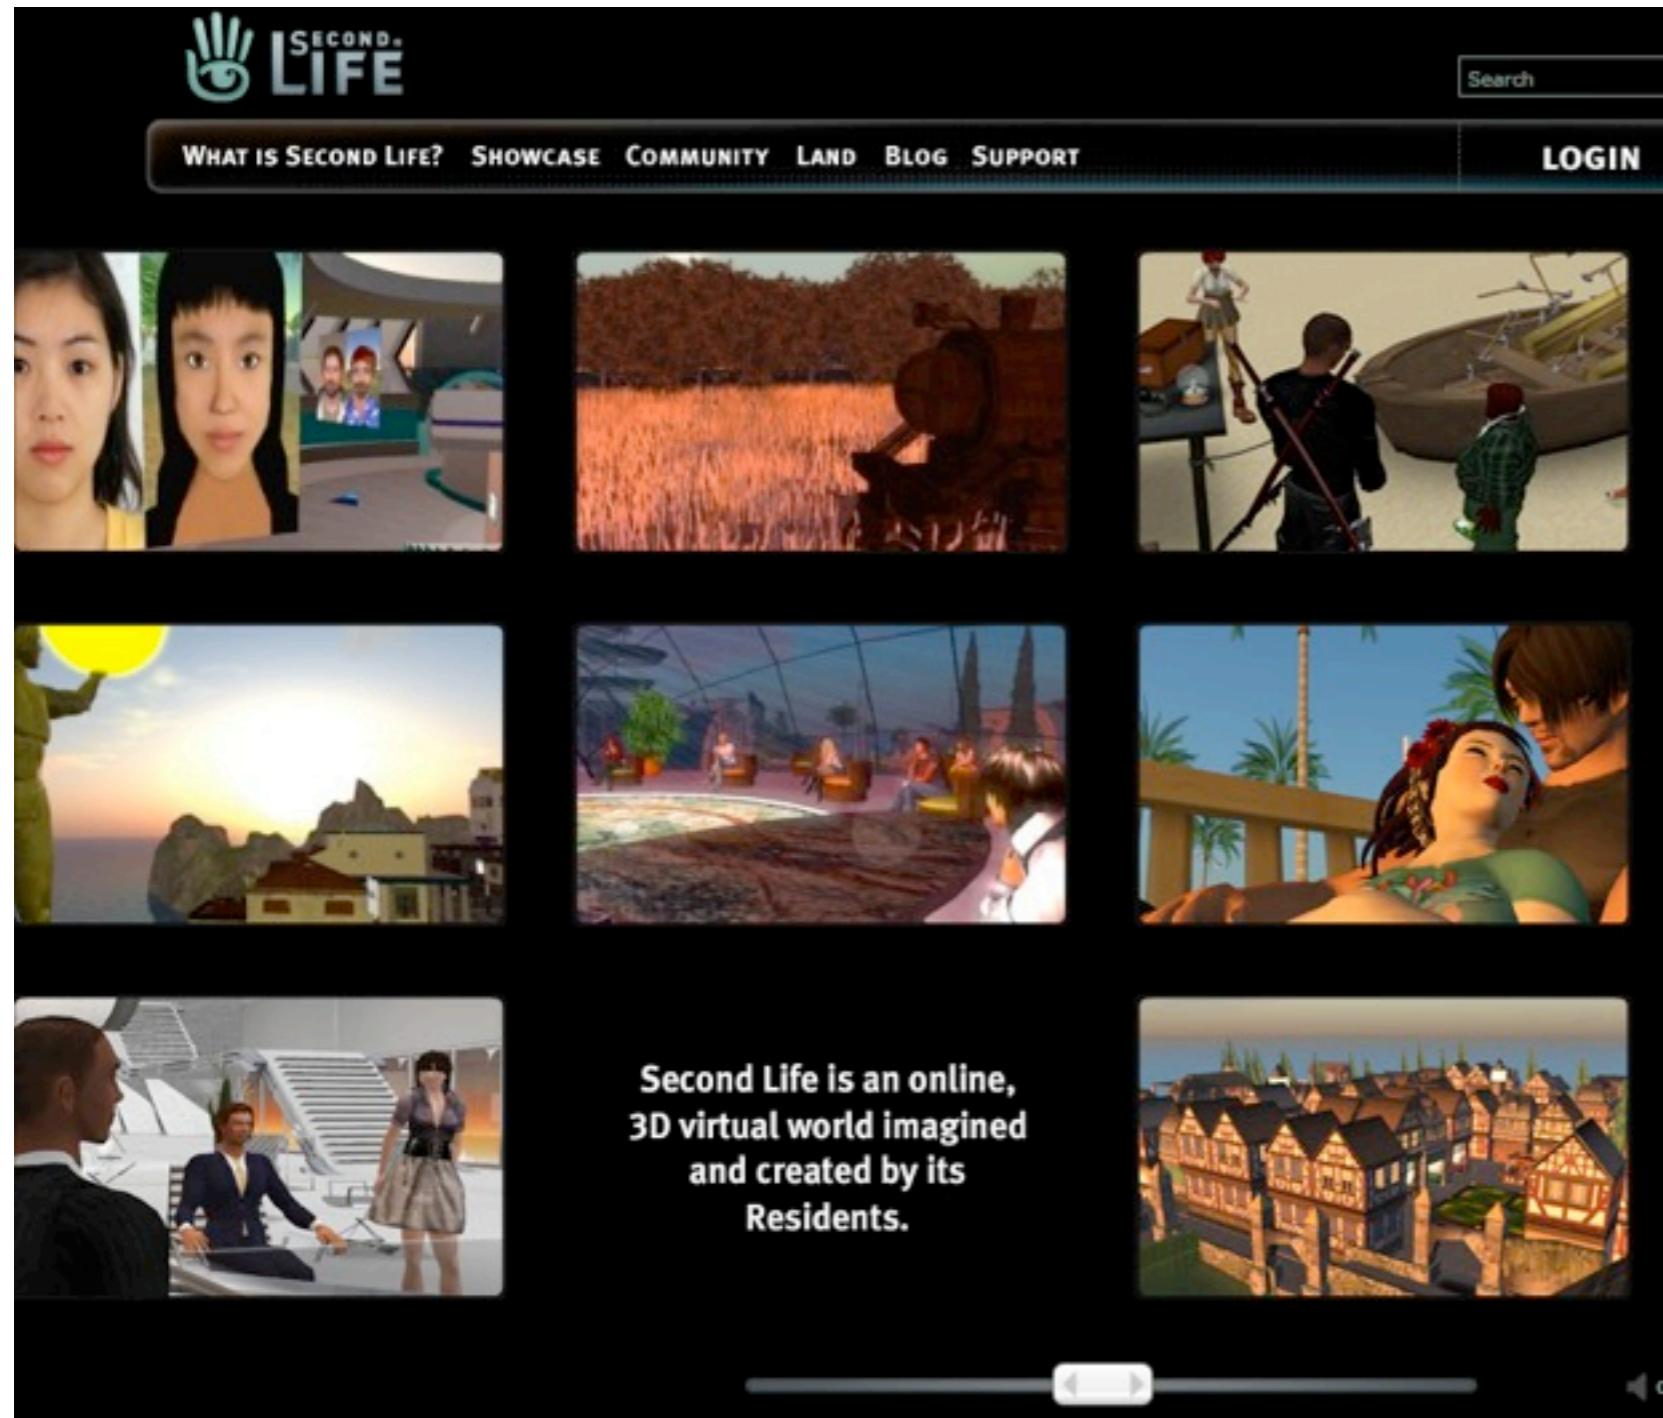 SECOND
LIFE
Search
WHAT IS SECOND LIFE? SHOWCASE COMMUNITY LAND BLOG SUPPORT
LOGIN
Second Life is an online,
3D virtual world imagined
and created by its
Residents.